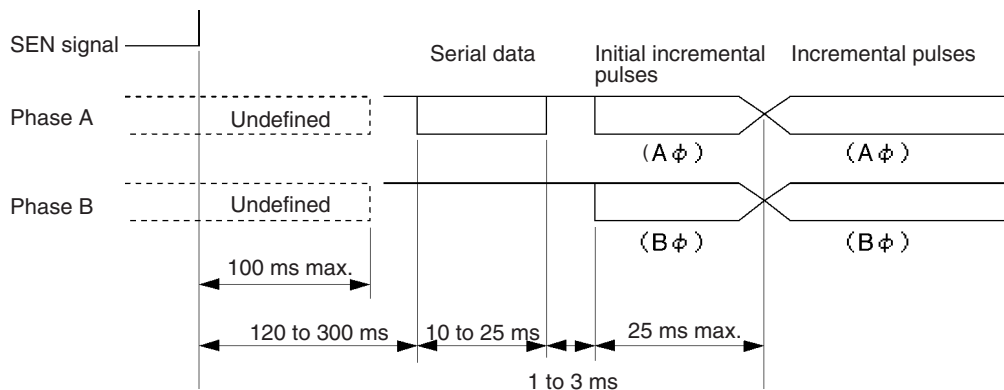 SEN signal
Serial data
Initial incremental
pulses
Incremental pulses
Phase A
Undefined
(Aϕ)
(Aϕ)
Phase B
Undefined
(Bϕ)
(Bϕ)
100 ms max.
120 to 300 ms
10 to 25 ms
25 ms max.
1 to 3 ms